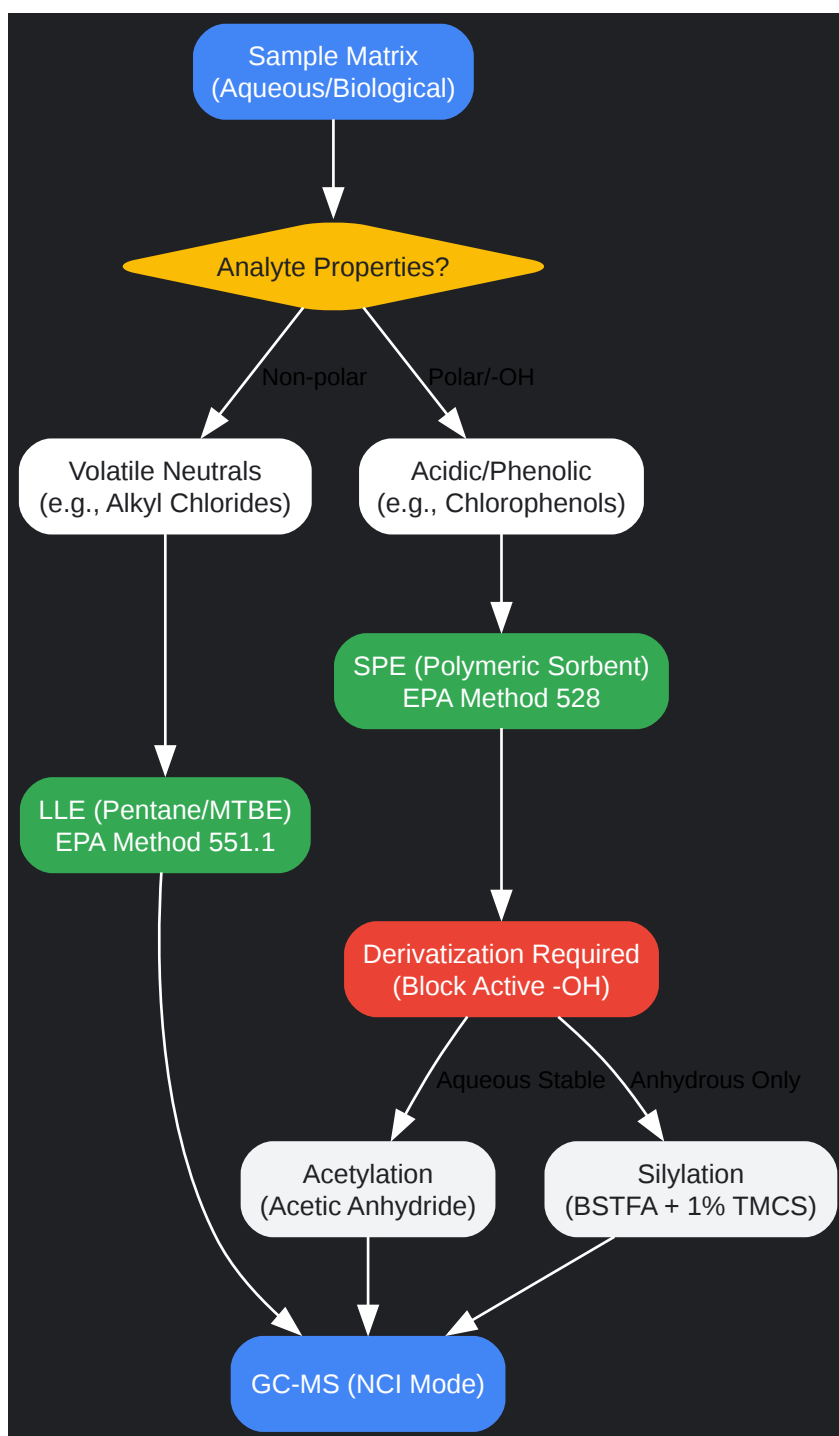 Sample Matrix
(Aqueous/Biological)
Analyte Properties?
Non-polar
Polar/-OH
Volatile Neutrals
(e.g., Alkyl Chlorides)
Acidic/Phenolic
(e.g., Chlorophenols)
SPE (Polymeric Sorbent)
EPA Method 528
LLE (Pentane/MTBE)
EPA Method 551.1
Derivatization Required
(Block Active -OH)
Aqueous Stable
Anhydrous Only
Acetylation
(Acetic Anhydride)
Silylation
(BSTFA + 1% TMCS)
GC-MS (NCI Mode)